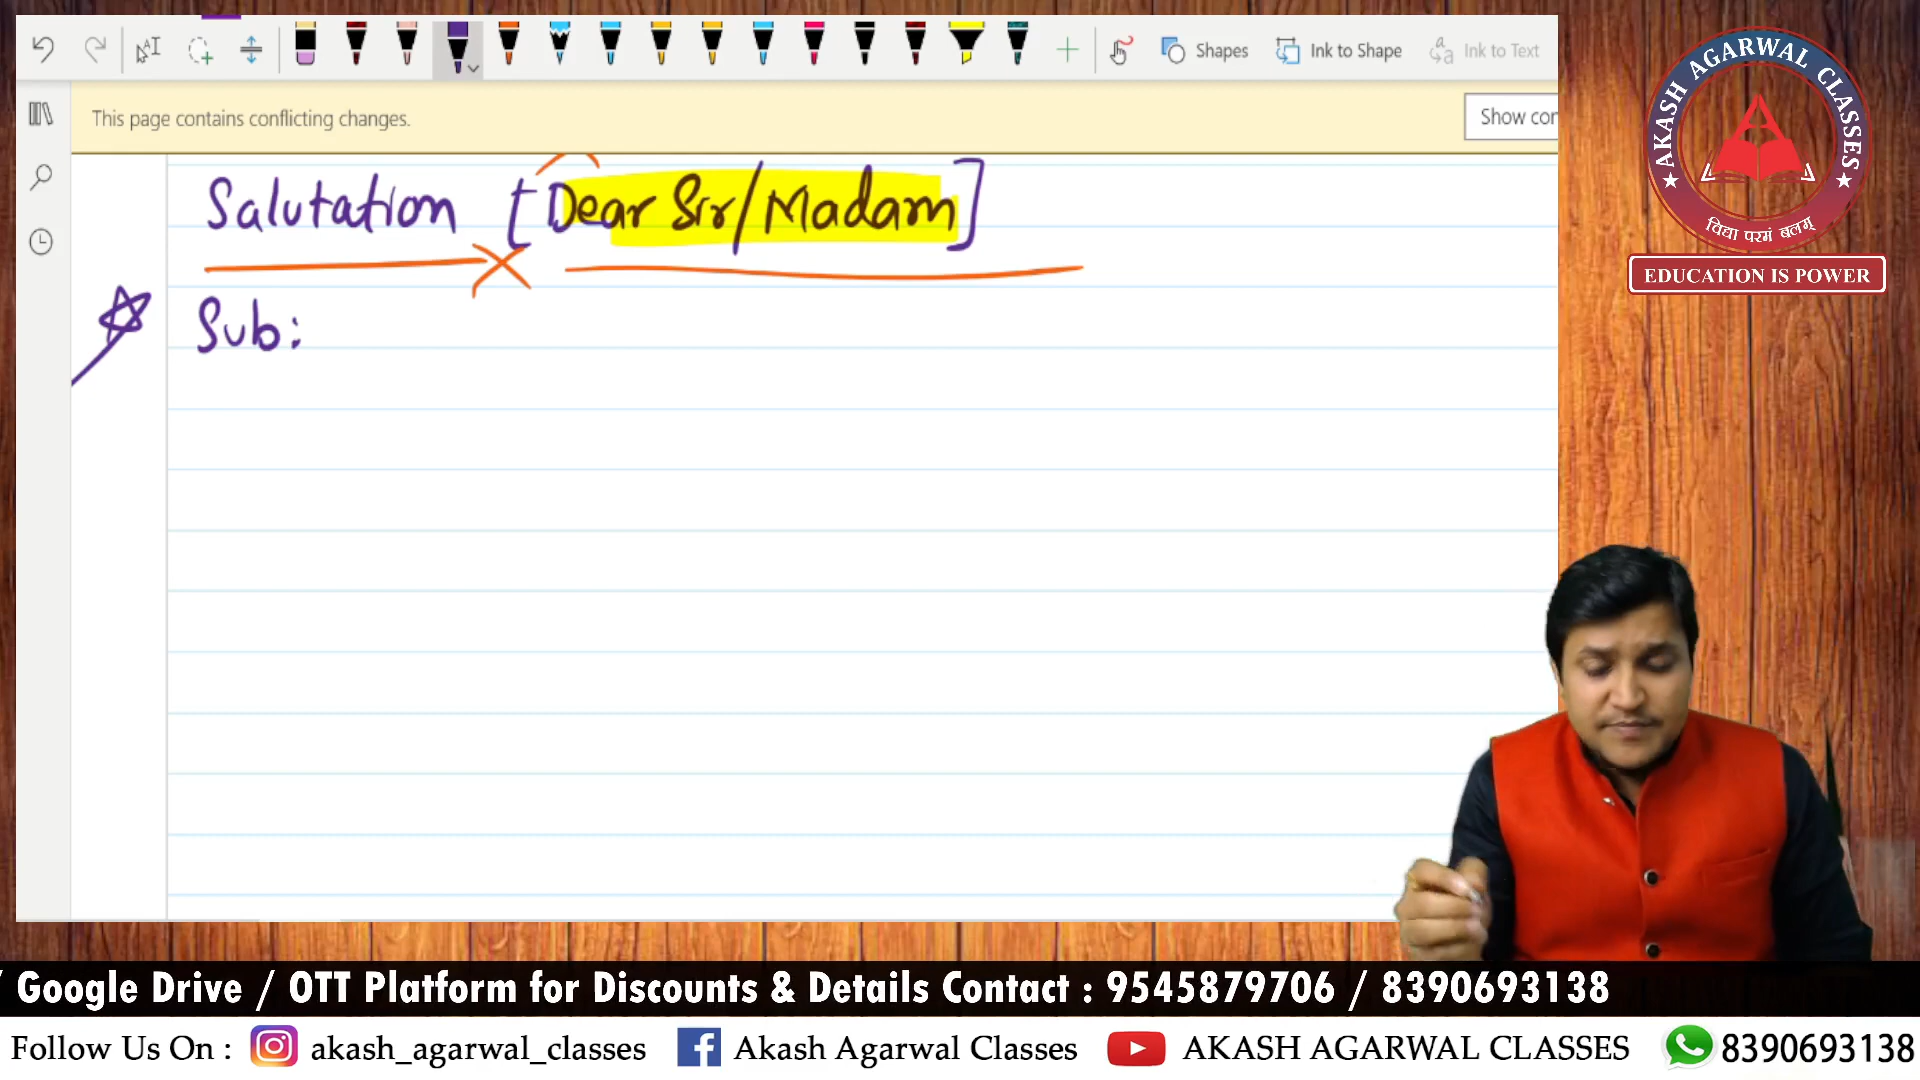 Shapes
Ink to Shape
Ink to Text
This page contains conflicting changes.
Show con
Salutation [Dear Sir/Madam]
Sub:
AKASH AGARWAL CLASSES
विद्या परमं बलम्
EDUCATION IS POWER
/ Google Drive / OTT Platform for Discounts & Details Contact : 9545879706 / 8390693138
Follow Us On : akash_agarwal_classes Akash Agarwal Classes AKASH AGARWAL CLASSES 8390693138